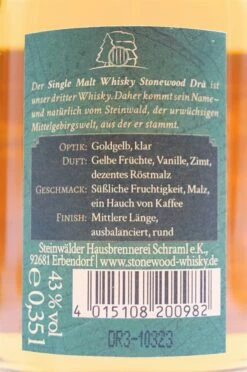 Der Single Malt Whisky Stonewood Drà ist
unser dritter Whisky. Daher kommt sein Name-
und natürlich vom Steinwald, der urwüchsigen
Mittelgebirgswelt, aus der er stammt.
OPTIK: Goldgelb, klar
DUFT: Gelbe Früchte, Vanille, Zimt,
dezentes Röstmalz
GESCHMACK: Süßliche Fruchtigkeit, Malz,
ein Hauch von Kaffee
FINISH: Mittlere Länge,
ausbalanciert, rund
Steinwälder Hausbrennerei Schraml e.K.,
92681 Erbendorf | www.stonewood-whisky.de
43 % vol
℮ 0,35 l
4 015108 200982
DR3-10323